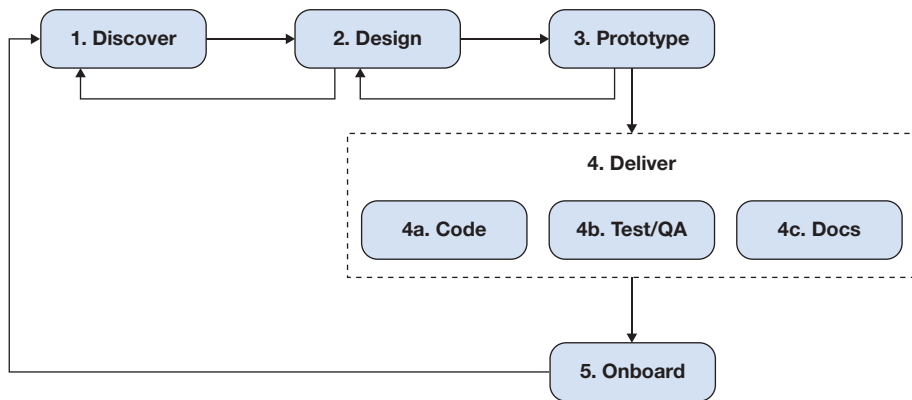 1. Discover
2. Design
3. Prototype
4. Deliver
4a. Code
4b. Test/QA
4c. Docs
5. Onboard